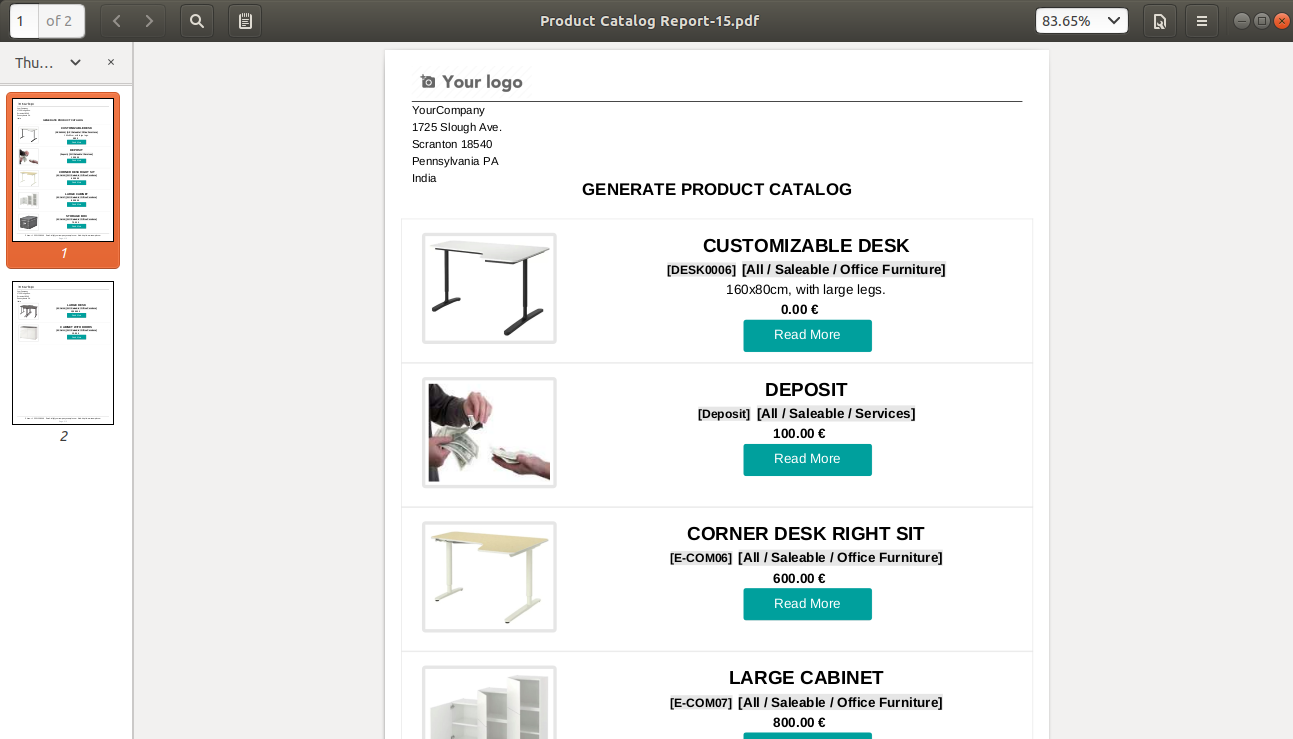 1 of 2
Product Catalog Report-15.pdf
83.65%
Thu...
1
2
Your logo
YourCompany
1725 Slough Ave.
Scranton 18540
Pennsylvania PA
India
GENERATE PRODUCT CATALOG
CUSTOMIZABLE DESK
[DESK0006] [All / Saleable / Office Furniture]
160x80cm, with large legs.
0.00 €
Read More
DEPOSIT
[Deposit] [All / Saleable / Services]
100.00 €
Read More
CORNER DESK RIGHT SIT
[E-COM06] [All / Saleable / Office Furniture]
600.00 €
Read More
LARGE CABINET
[E-COM07] [All / Saleable / Office Furniture]
800.00 €